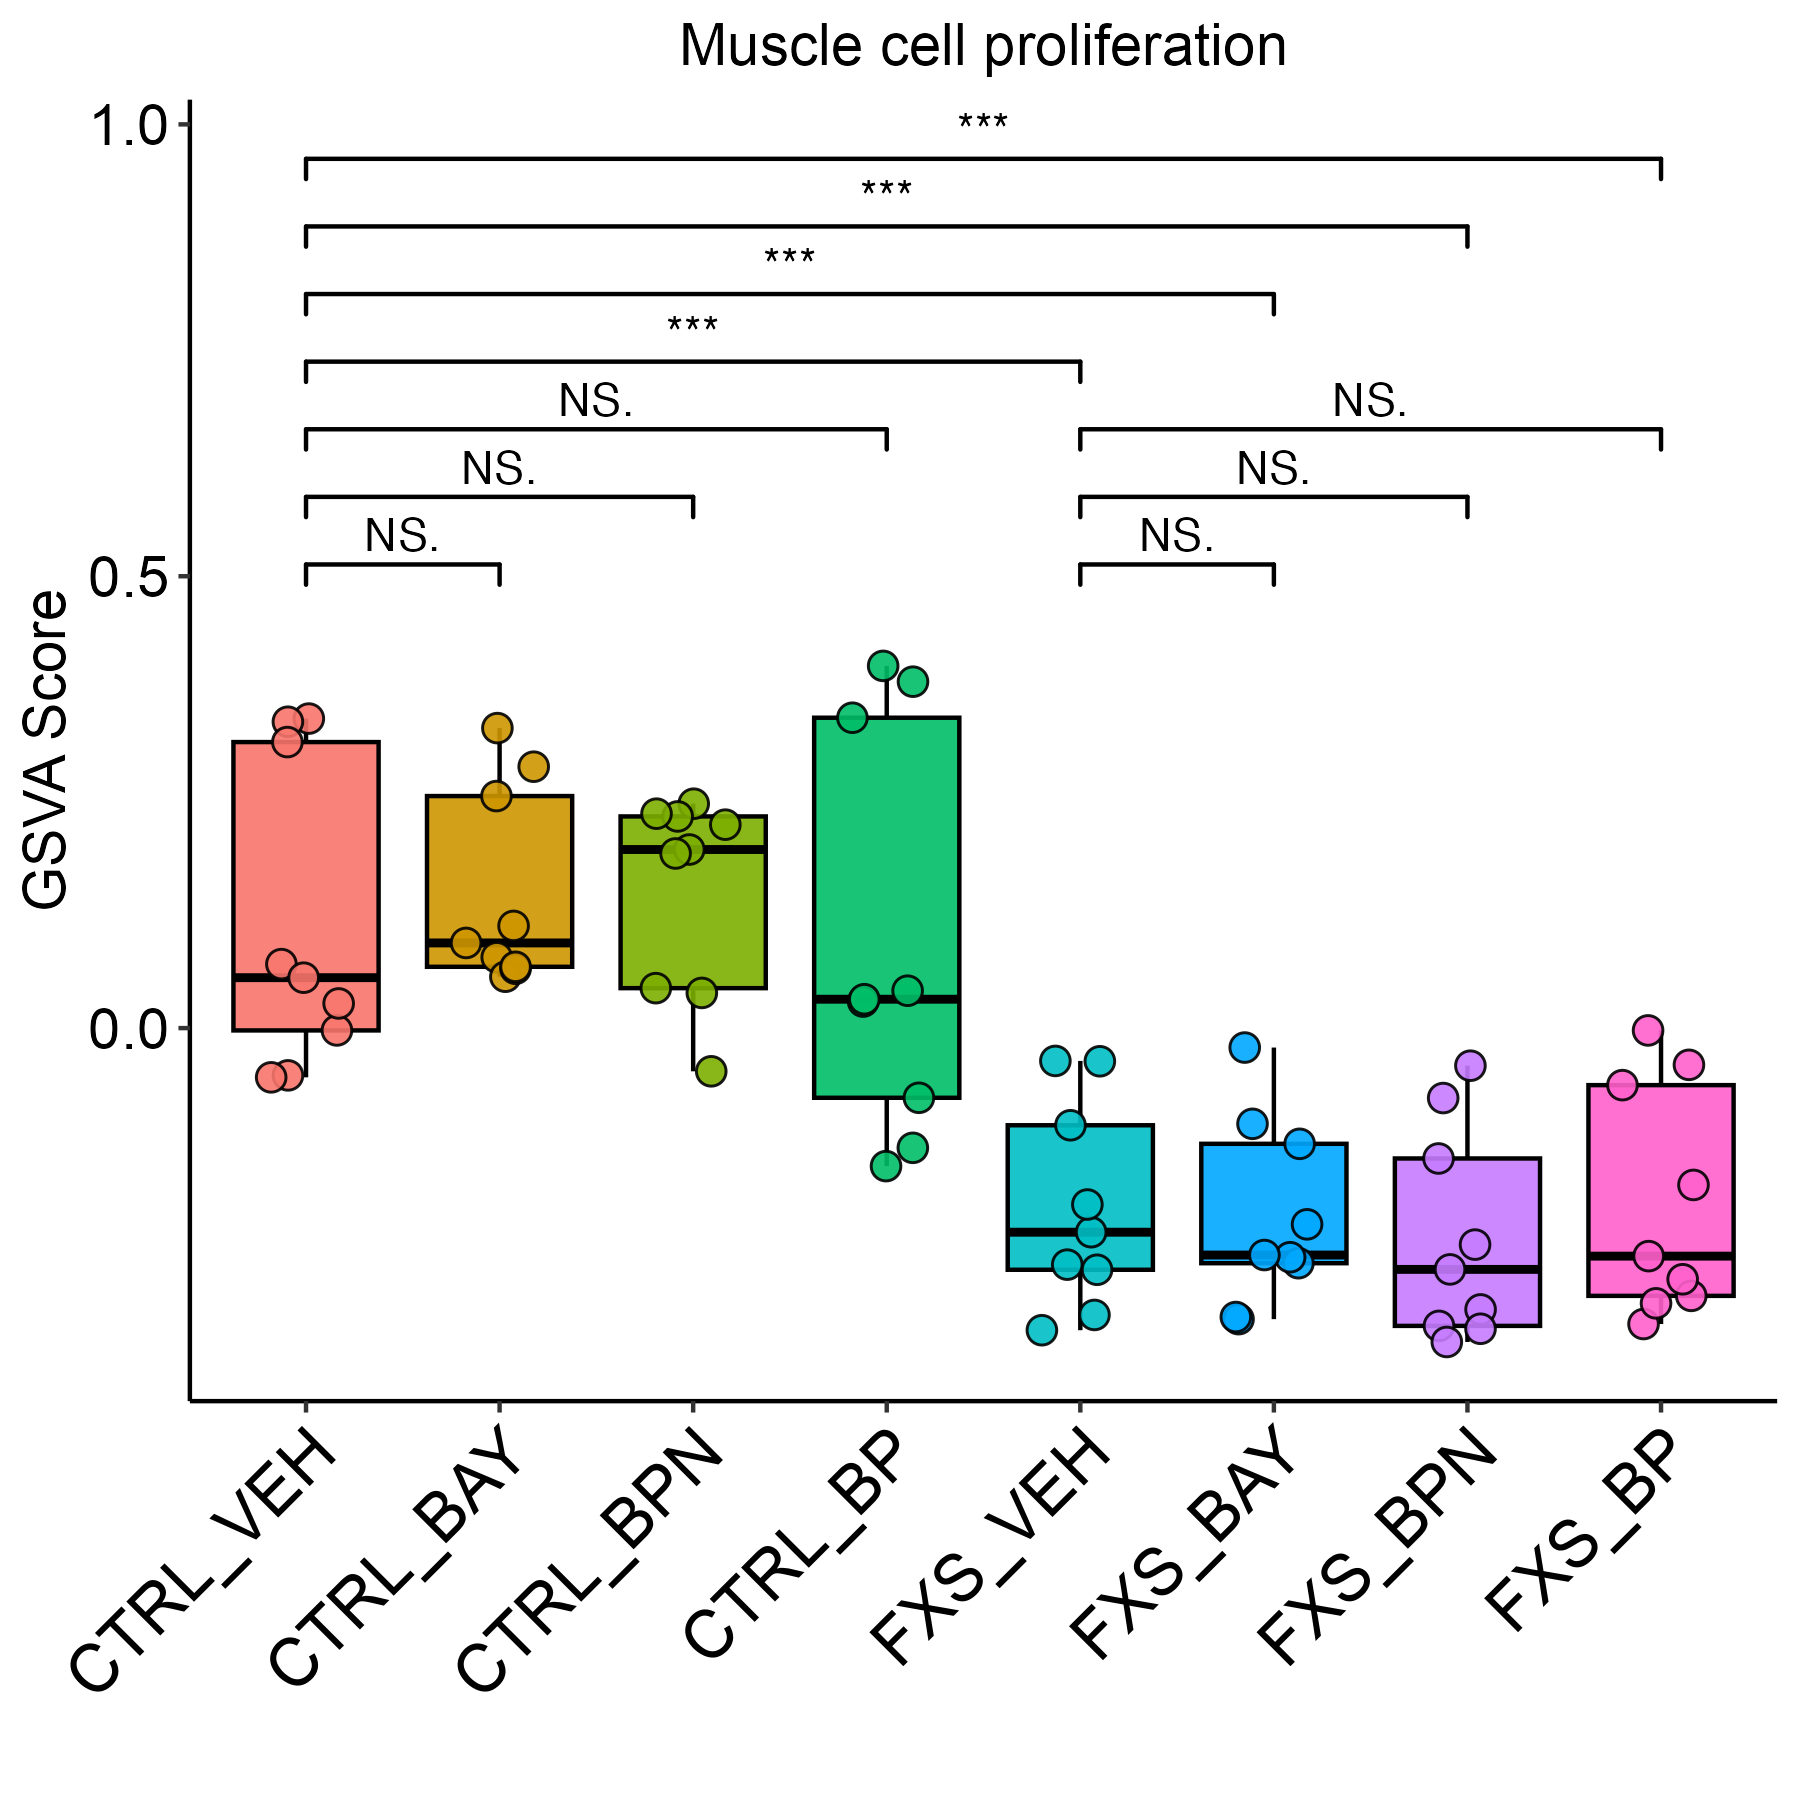 Muscle cell proliferation
1.0
***
***
***
***
NS.
NS.
NS.
NS.
NS.
NS.
0.5
0.0
GSVA Score
CTRL_VEH
CTRL_BAY
CTRL_BPN
CTRL_BP
FXS_VEH
FXS_BAY
FXS_BPN
FXS_BP